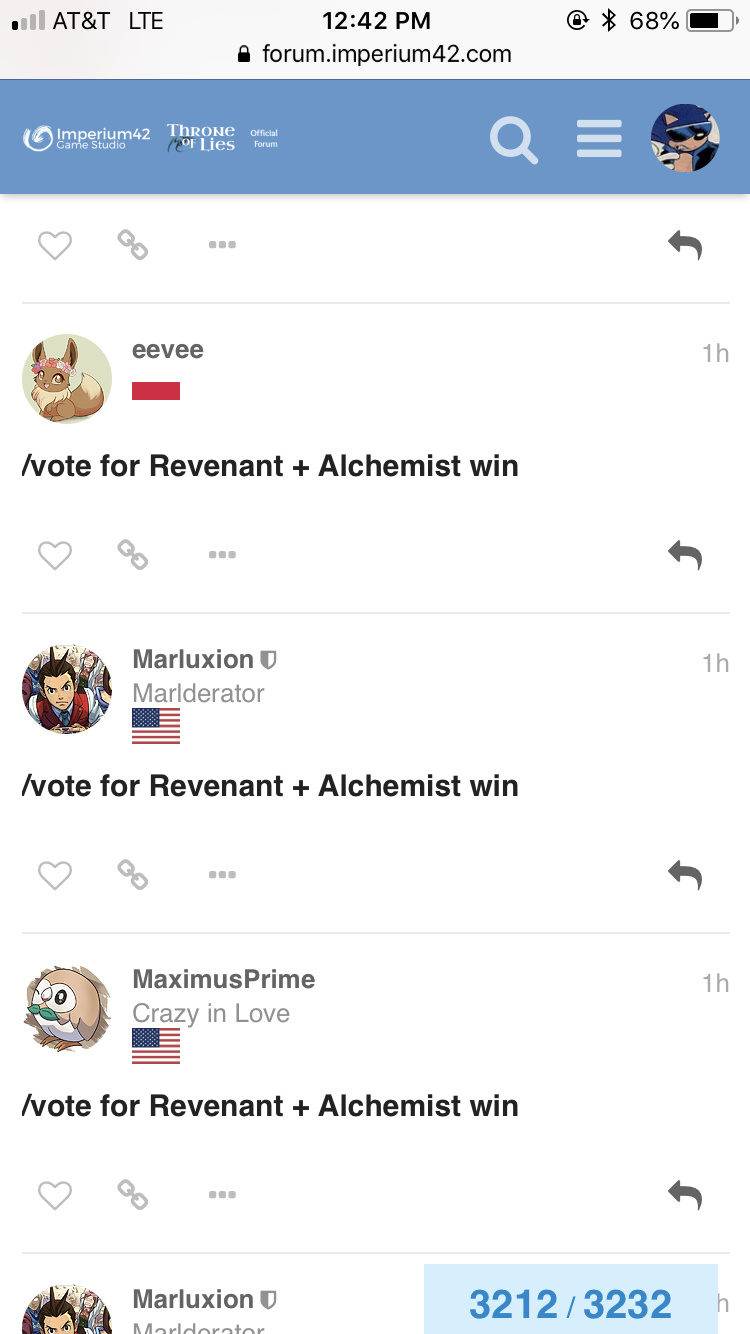 AT&T LTE 12:42 PM 68%
forum.imperium42.com
Imperium42 Game Studio
Throne of Lies
Official Forum
eevee 1h
/vote for Revenant + Alchemist win
Marluxion 1h
Marlderator
/vote for Revenant + Alchemist win
MaximusPrime 1h
Crazy in Love
/vote for Revenant + Alchemist win
Marluxion h
Marlderator
3212 / 3232